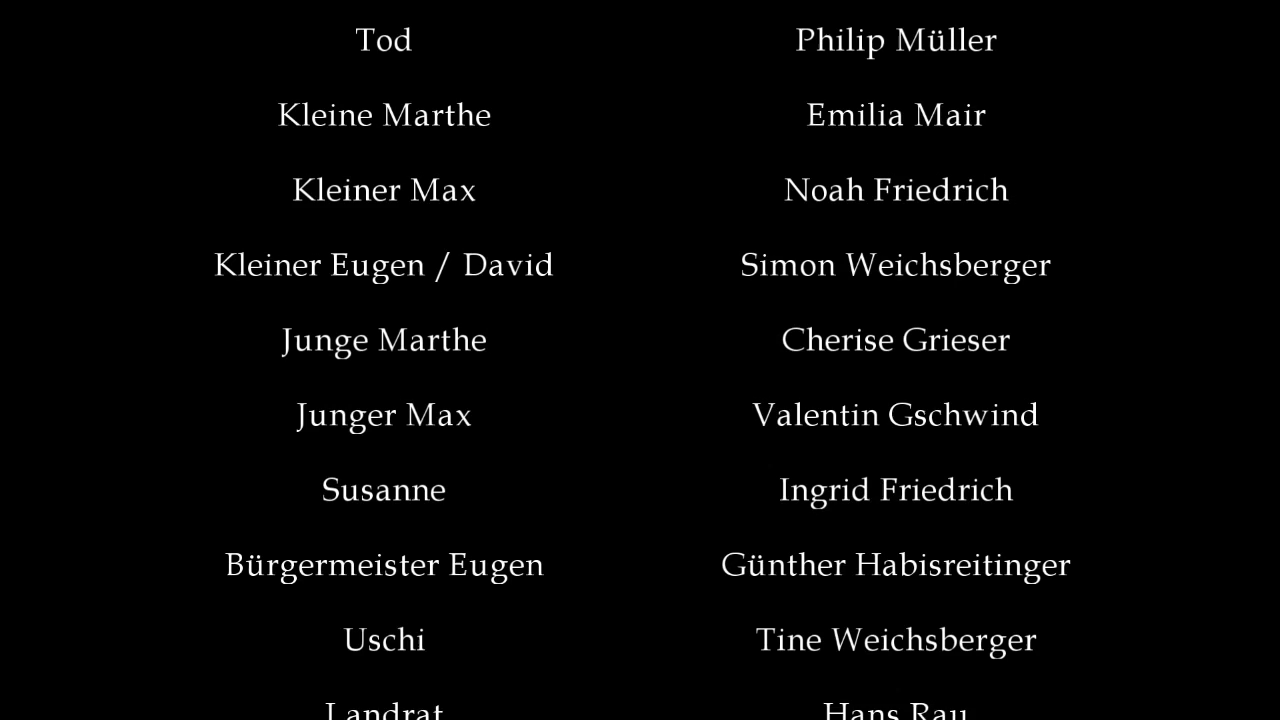 Tod Philip Müller
Kleine Marthe Emilia Mair
Kleiner Max Noah Friedrich
Kleiner Eugen / David Simon Weichsberger
Junge Marthe Cherise Grieser
Junger Max Valentin Gschwind
Susanne Ingrid Friedrich
Bürgermeister Eugen Günther Habisreitinger
Uschi Tine Weichsberger
Landrat Hans Rau